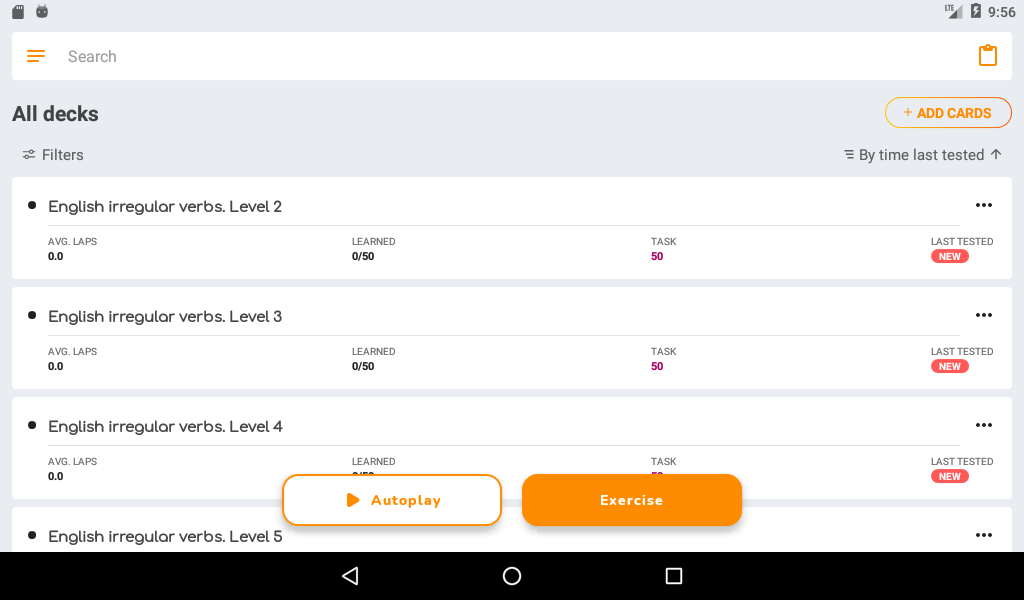 LTE 9:56
Search
All decks
+ ADD CARDS
Filters
By time last tested
English irregular verbs. Level 2
AVG. LAPS LEARNED TASK LAST TESTED
0.0 0/50 50 NEW
English irregular verbs. Level 3
AVG. LAPS LEARNED TASK LAST TESTED
0.0 0/50 50 NEW
English irregular verbs. Level 4
AVG. LAPS LEARNED TASK LAST TESTED
0.0 NEW
Autoplay Exercise
English irregular verbs. Level 5